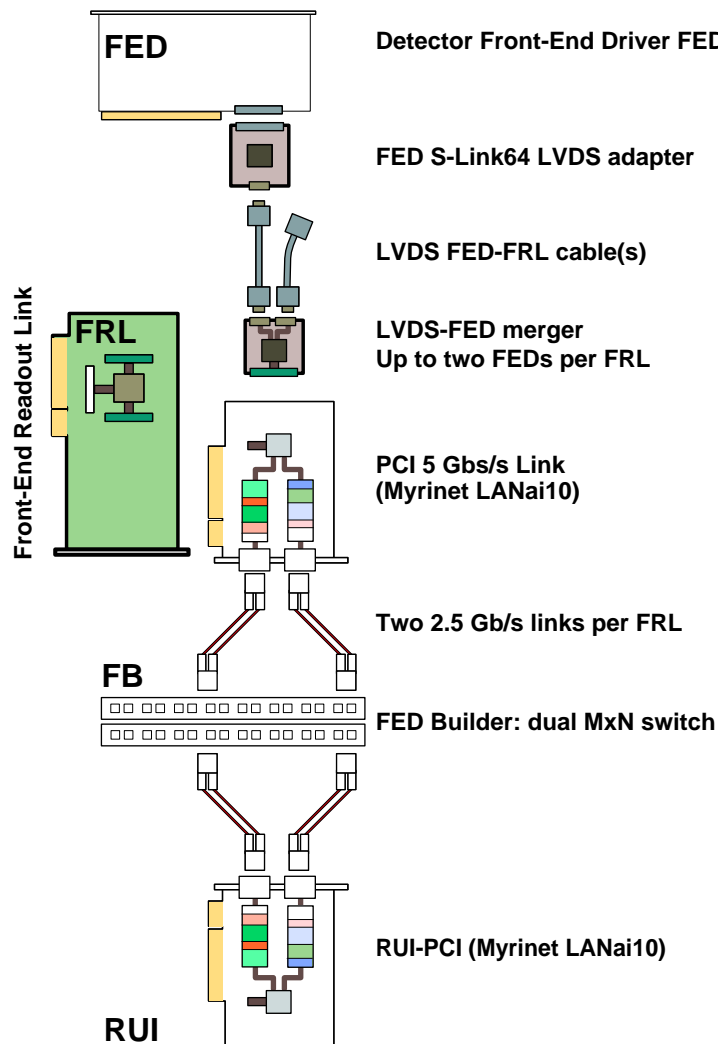 FED
Detector Front-End Driver FED
FED S-Link64 LVDS adapter
LVDS FED-FRL cable(s)
FRL
Front-End Readout Link
LVDS-FED merger
Up to two FEDs per FRL
PCI 5 Gbs/s Link
(Myrinet LANai10)
Two 2.5 Gb/s links per FRL
FB
FED Builder: dual MxN switch
RUI-PCI (Myrinet LANai10)
RUI